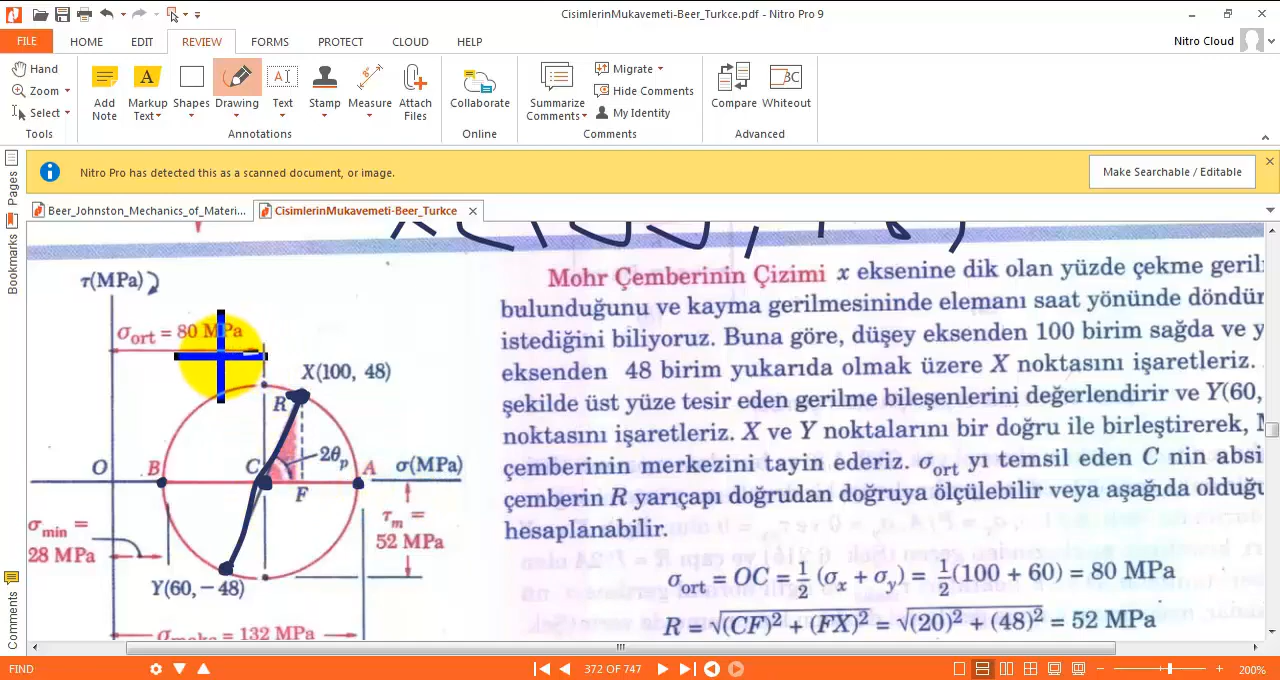 CisimlerinMukavemeti-Beer_Turkce.pdf - Nitro Pro 9
FILE
HOME
EDIT
REVIEW
FORMS
PROTECT
CLOUD
HELP
Nitro Cloud
Hand
Zoom
Select
Tools
Add Note
Markup Text
Shapes
Drawing
Text
Stamp
Measure
Attach Files
Annotations
Collaborate
Online
Summarize Comments
Migrate
Hide Comments
My Identity
Comments
Compare
Whiteout
Advanced
Nitro Pro has detected this as a scanned document, or image.
Make Searchable / Editable
Pages
Bookmarks
Comments
Beer_Johnston_Mechanics_of_Materi...
CisimlerinMukavemeti-Beer_Turkce
τ(MPa)
σort = 80 MPa
X(100, 48)
R
2θp
O
B
C
A
σ(MPa)
F
σmin =
28 MPa
τm =
52 MPa
Y(60, −48)
σmaks = 132 MPa
Mohr Çemberinin Çizimi x eksenine dik olan yüzde çekme geril
bulunduğunu ve kayma gerilmesininde elemanı saat yönünde döndür
istediğini biliyoruz. Buna göre, düşey eksenden 100 birim sağda ve y
eksenden 48 birim yukarıda olmak üzere X noktasını işaretleriz.
şekilde üst yüze tesir eden gerilme bileşenlerini değerlendirir ve Y(60,
noktasını işaretleriz. X ve Y noktalarını bir doğru ile birleştirerek, M
çemberinin merkezini tayin ederiz. σort yı temsil eden C nin absi
çemberin R yarıçapı doğrudan doğruya ölçülebilir veya aşağıda olduğu
hesaplanabilir.
σort = OC = 1/2 (σx + σy) = 1/2(100 + 60) = 80 MPa
R = √(CF)² + (FX)² = √(20)² + (48)² = 52 MPa
FIND
372 OF 747
200%